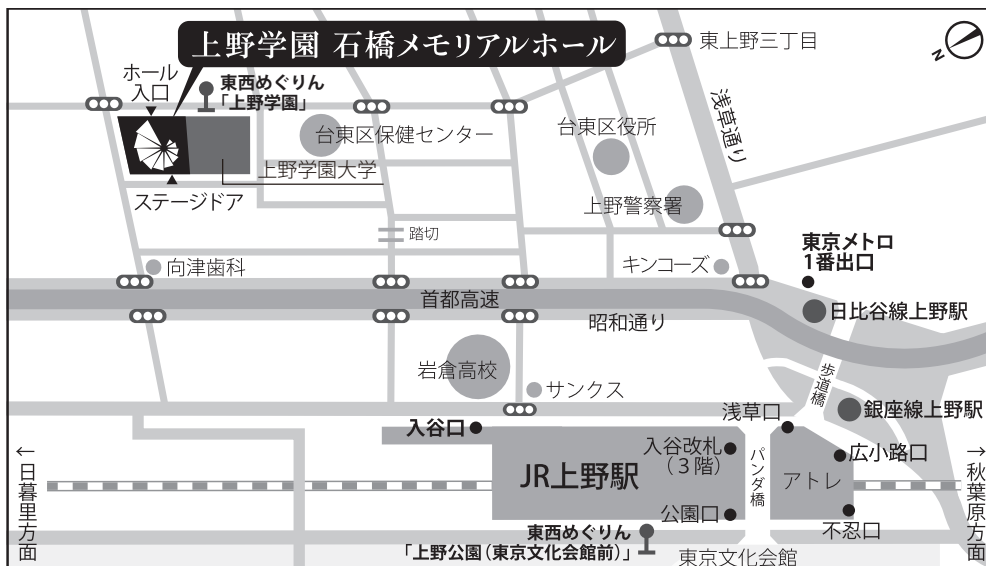 上野学園 石橋メモリアルホール
東上野三丁目
N
ホール
入口
東西めぐりん
「上野学園」
浅草通り
台東区保健センター
台東区役所
上野学園大学
ステージドア
上野警察署
踏切
東京メトロ
1番出口
向津歯科
キンコーズ
首都高速
日比谷線上野駅
昭和通り
岩倉高校
歩道橋
サンクス
浅草口
銀座線上野駅
入谷口
入谷改札
(3階)
パンダ橋
広小路口
アトレ
JR上野駅
←日暮里方面
→秋葉原方面
公園口
不忍口
東西めぐりん
「上野公園(東京文化会館前)」
東京文化会館